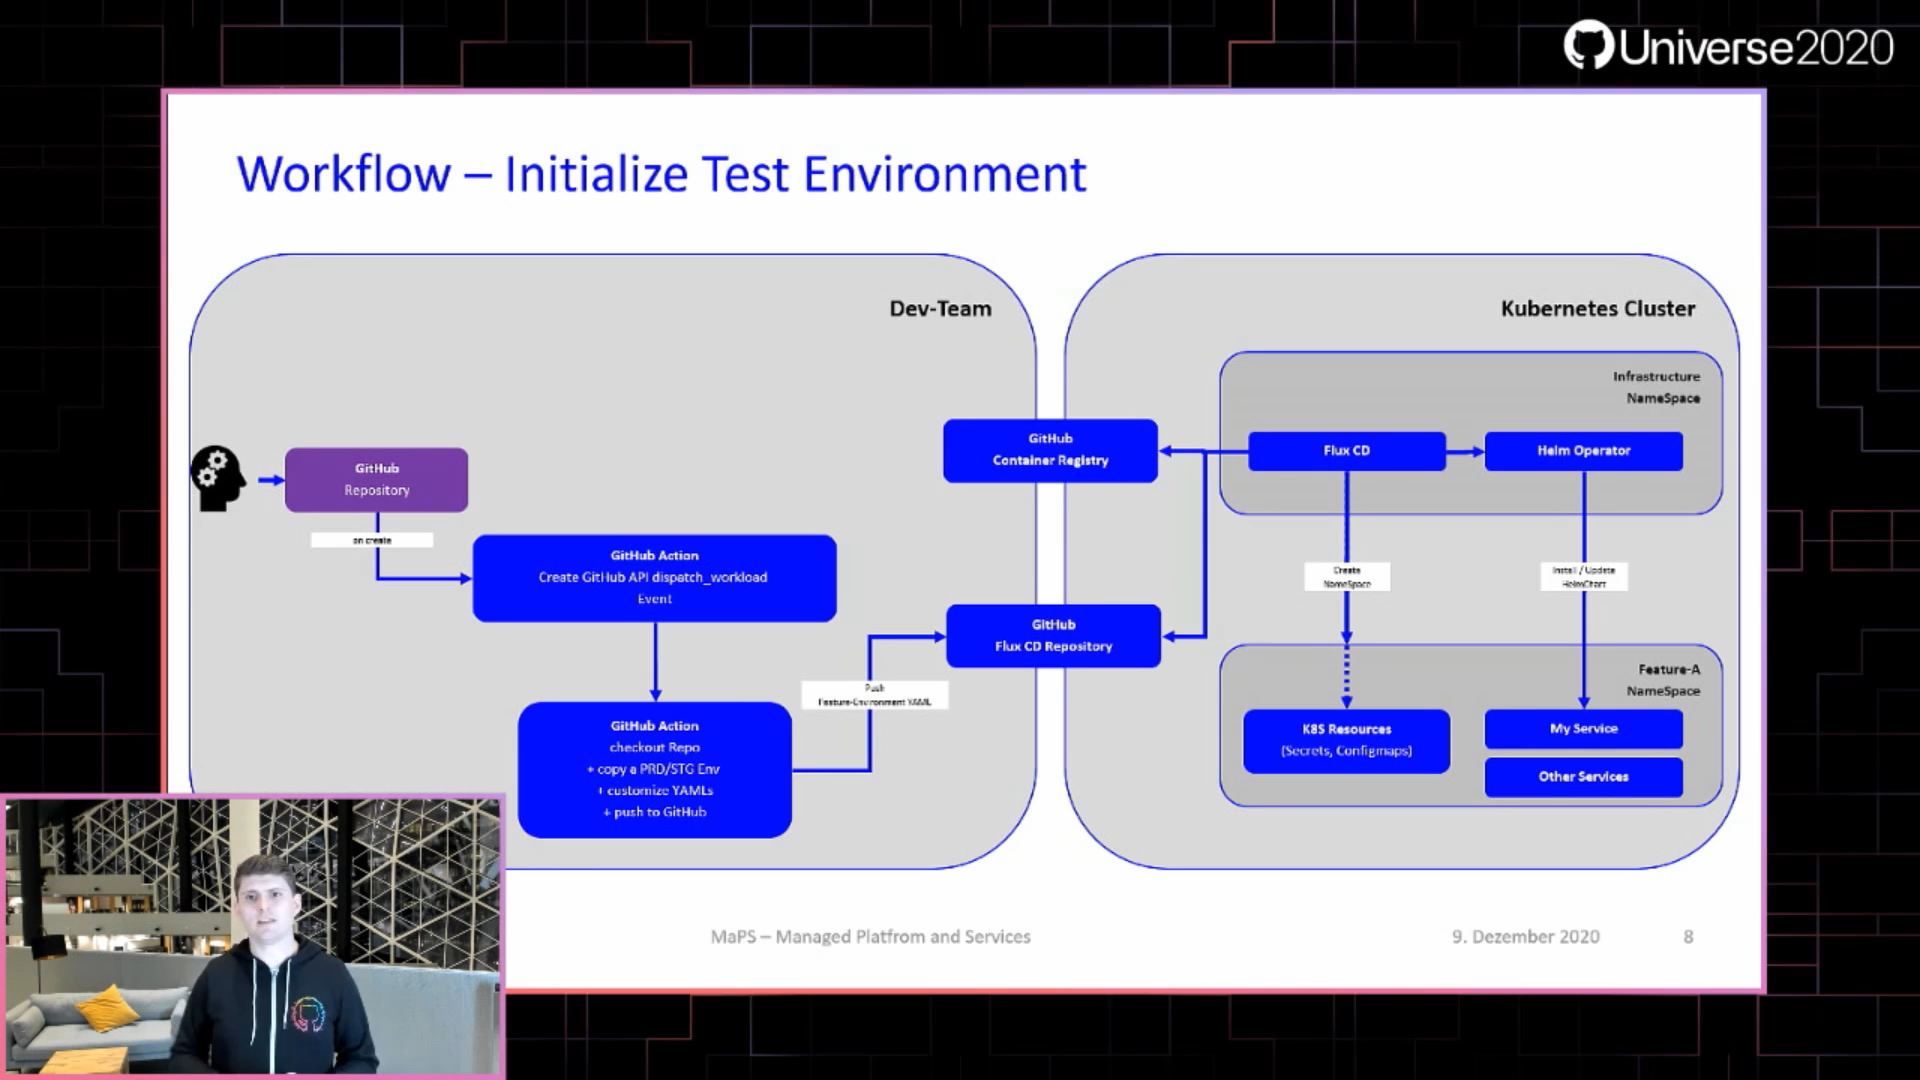 Universe2020
Workflow – Initialize Test Environment
Dev-Team
Kubernetes Cluster
Infrastructure
NameSpace
GitHub
Container Registry
Flux CD
Helm Operator
GitHub
Repository
on create
GitHub Action
Create GitHub API dispatch_workload
Event
Create
NameSpace
Install / Update
HelmChart
GitHub
Flux CD Repository
Push
Feature-Environment YAML
Feature-A
NameSpace
GitHub Action
checkout Repo
+ copy a PRD/STG Env
+ customize YAMLs
+ push to GitHub
K8S Resources
(Secrets, Configmaps)
My Service
Other Services
MaPS – Managed Platfrom and Services
9. Dezember 2020
8